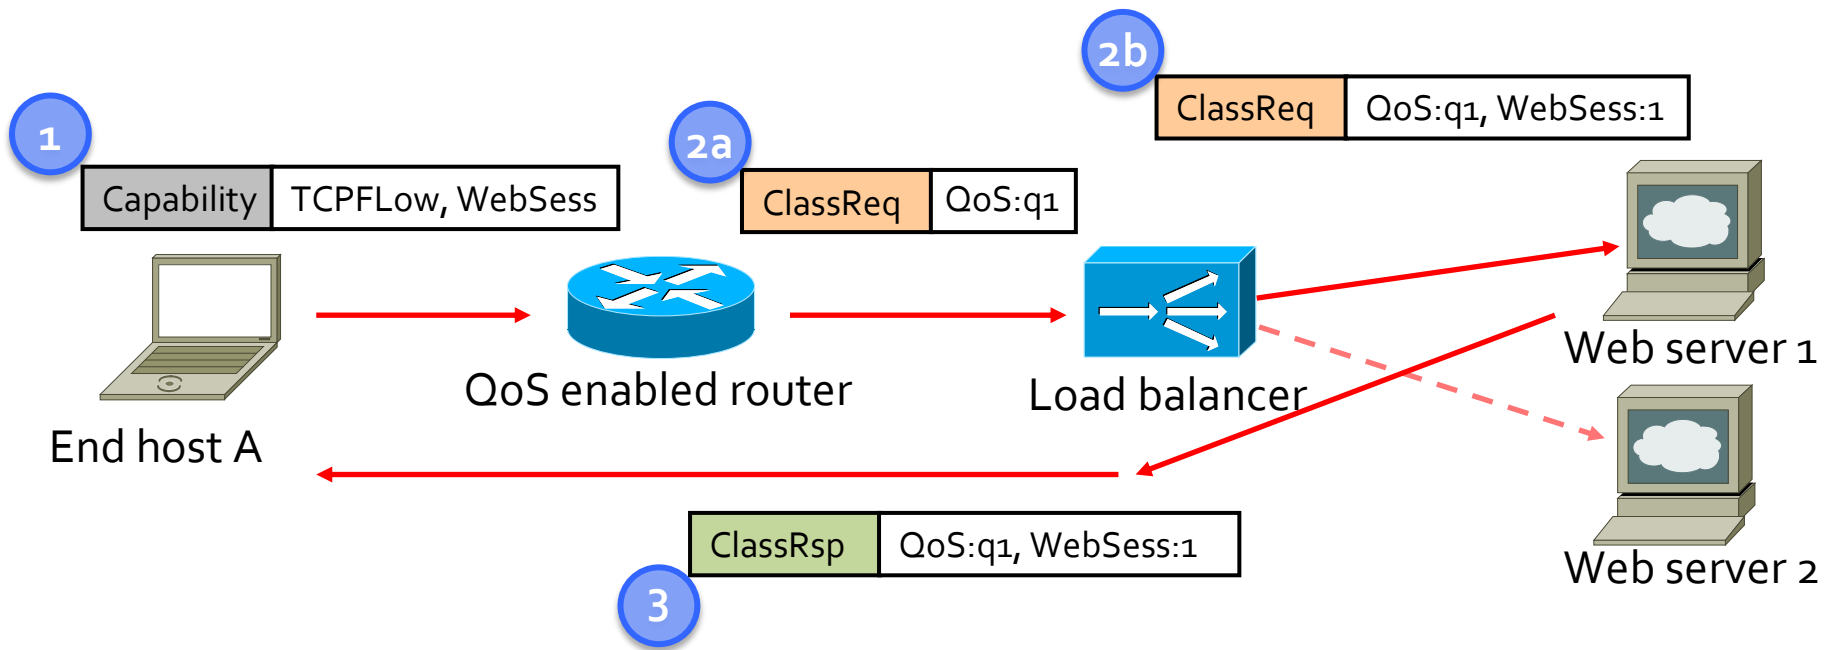 2b
ClassReq QoS:q1, WebSess:1
1
2a
Capability TCPFLow, WebSess
ClassReq QoS:q1
Web server 1
QoS enabled router
Load balancer
End host A
ClassRsp QoS:q1, WebSess:1
Web server 2
3